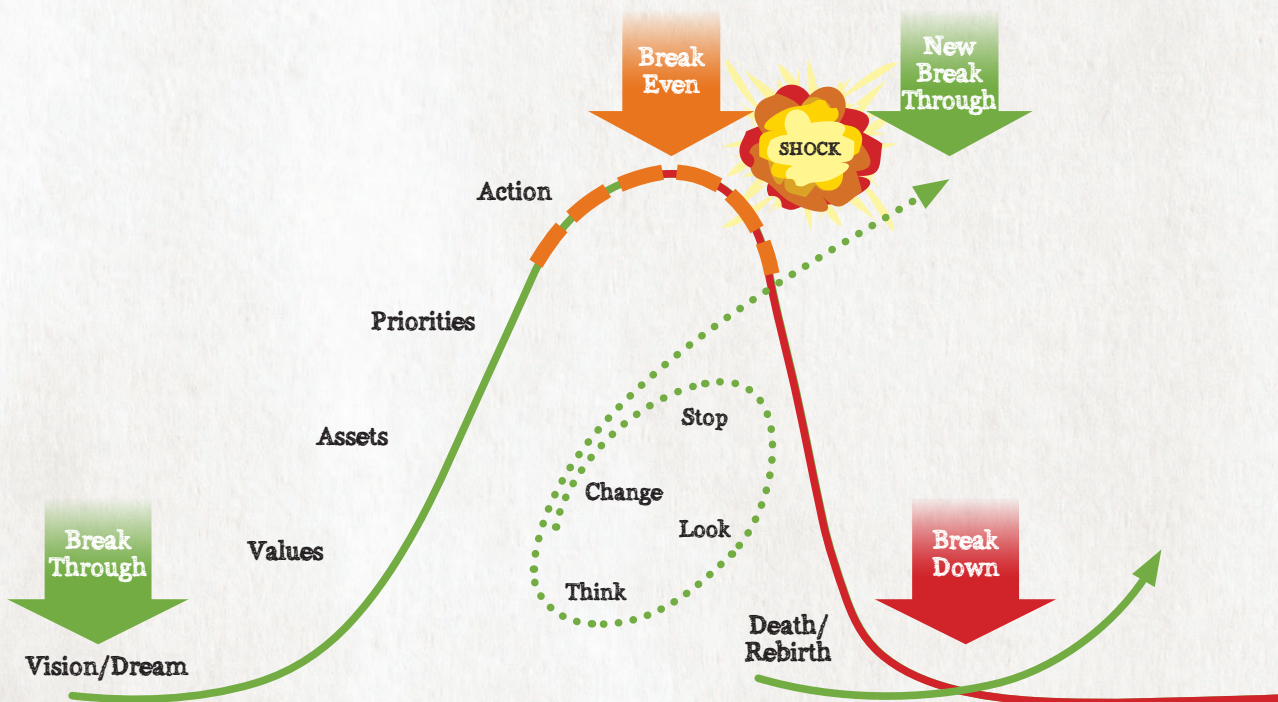 Break
Even
New
Break
Through
SHOCK
Action
Priorities
Stop
Assets
Change
Look
Values
Break
Through
Break
Down
Think
Death/
Rebirth
Vision/Dream